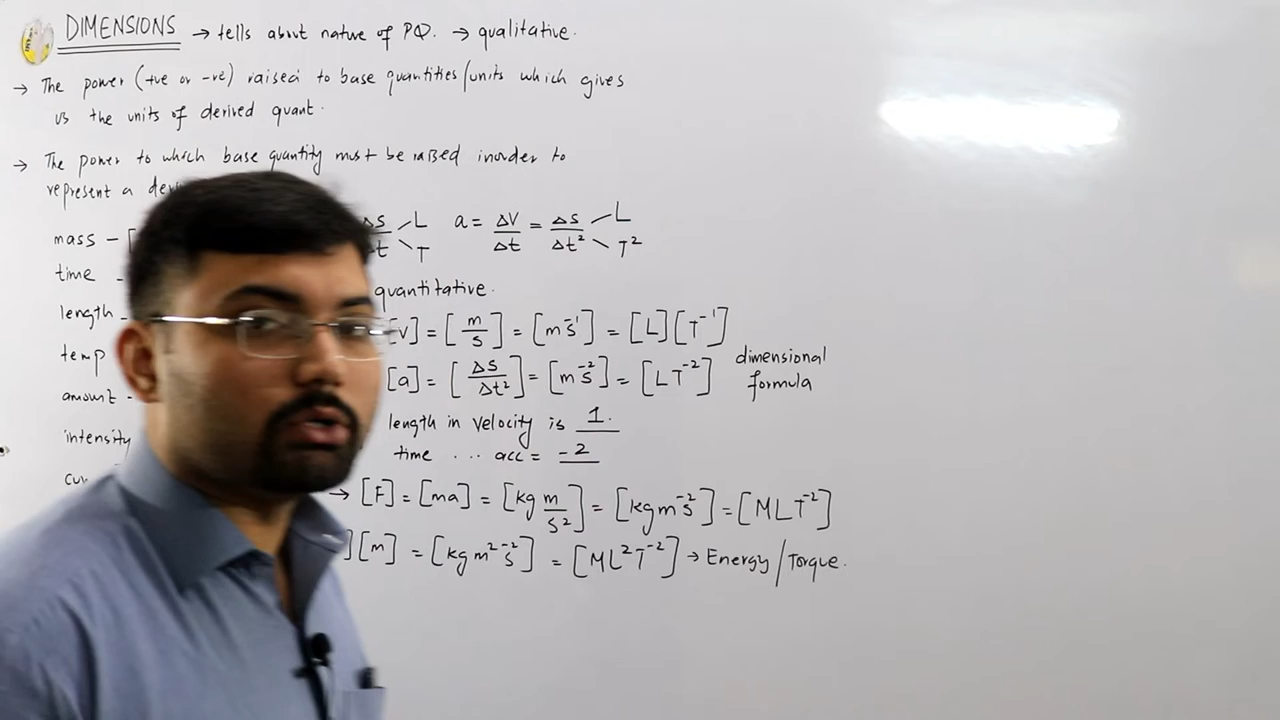 DIMENSIONS → tells about nature of PQ. → qualitative.
→ The power (+ve or -ve) raised to base quantities/units which gives
us the units of derived quant.
→ The power to which base quantity must be raised inorder to
represent a
mass - [
ΔS/Δt L T a = ΔV/Δt = ΔS/Δt² L T²
time -
quantitative.
length -
[V] = [m/s] = [ms⁻¹] = [L][T⁻¹]
temp
[a] = [ΔS/Δt²] = [ms⁻²] = [LT⁻²] dimensional formula
amount -
length in velocity is 1.
intensity
time ... acc = -2
→ [F] = [ma] = [kg m/s²] = [kgms⁻²] = [MLT⁻²]
][m] = [kgm²s⁻²] = [ML²T⁻²] → Energy/Torque.